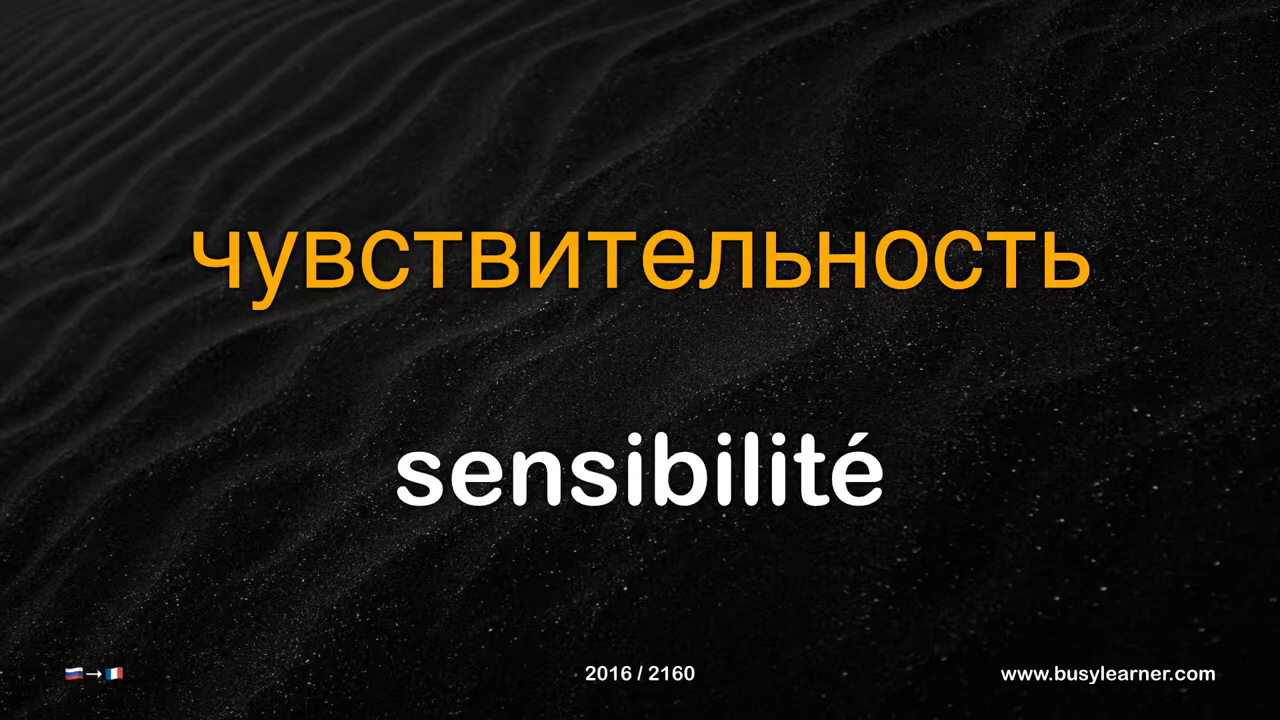 чувствительность
sensibilité
🇷🇺→🇫🇷
2016 / 2160
www.busylearner.com